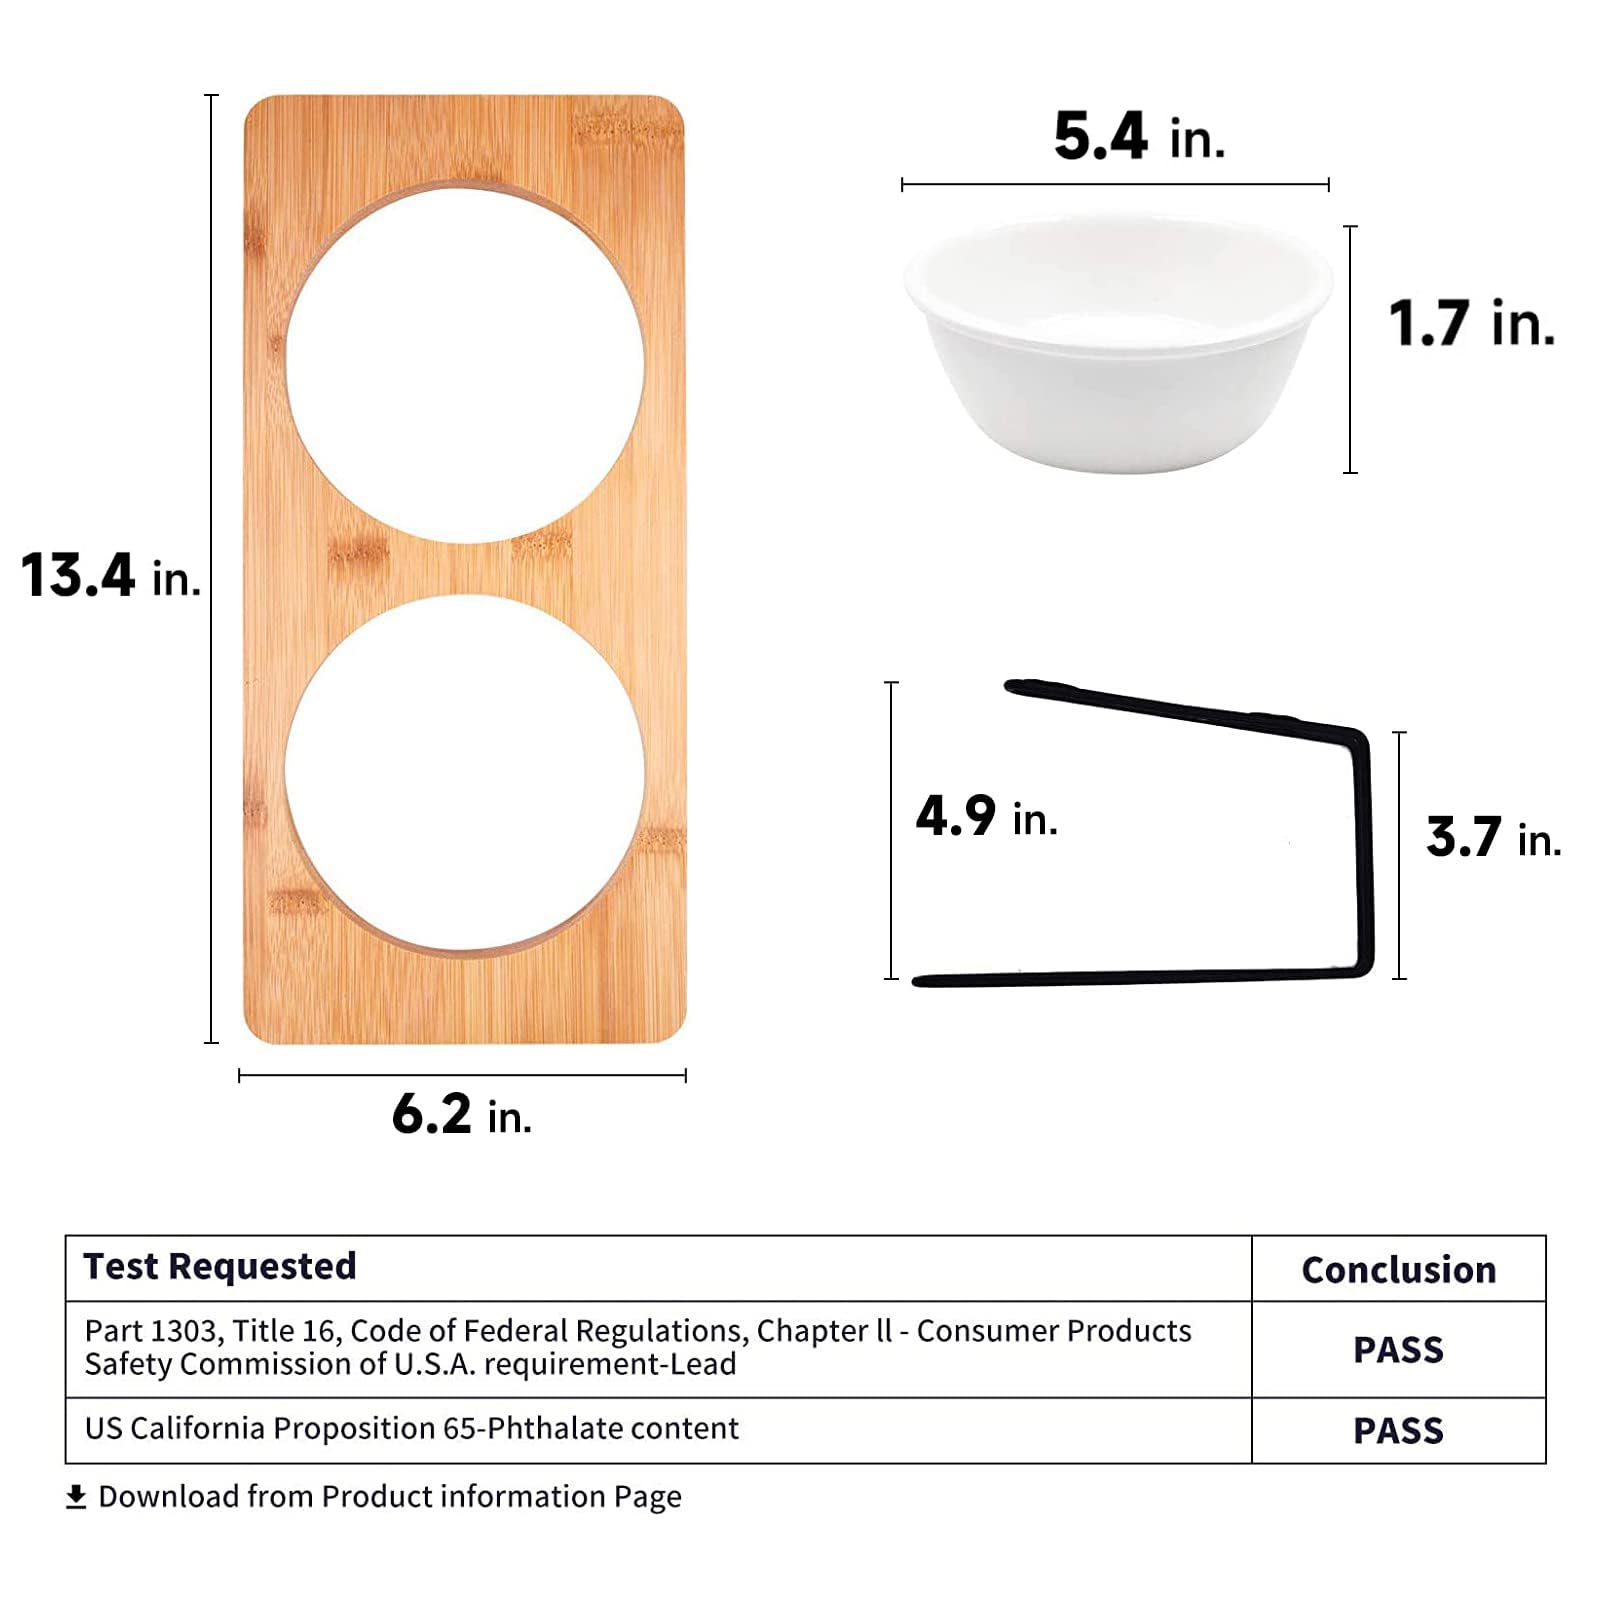 5.4 in.
1.7 in.
13.4 in.
4.9 in.
3.7 in.
6.2 in.
Test Requested
Conclusion
Part 1303, Title 16, Code of Federal Regulations, Chapter ll - Consumer Products
Safety Commission of U.S.A. requirement-Lead
PASS
US California Proposition 65-Phthalate content
PASS
Download from Product information Page